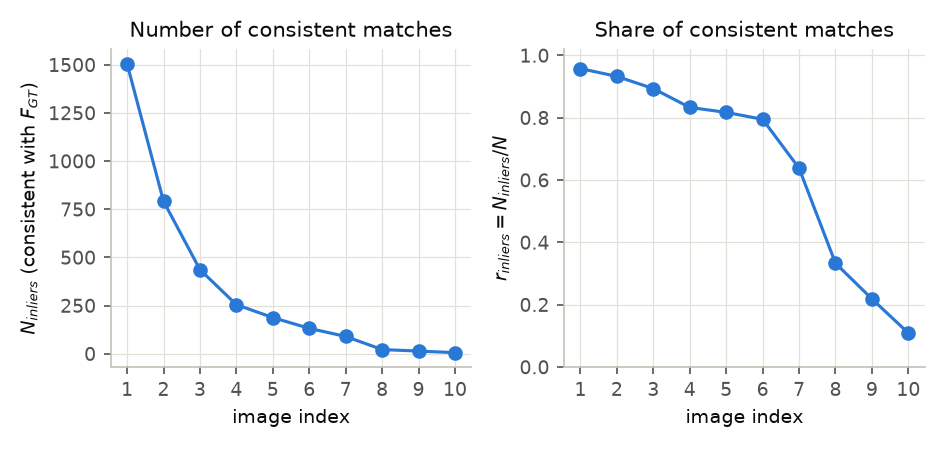 Number of consistent matches
N_inliers (consistent with F_GT)
1500
1250
1000
750
500
250
0
1 2 3 4 5 6 7 8 9 10
image index
Share of consistent matches
r_inliers = N_inliers/N
1.0
0.8
0.6
0.4
0.2
0.0
1 2 3 4 5 6 7 8 9 10
image index